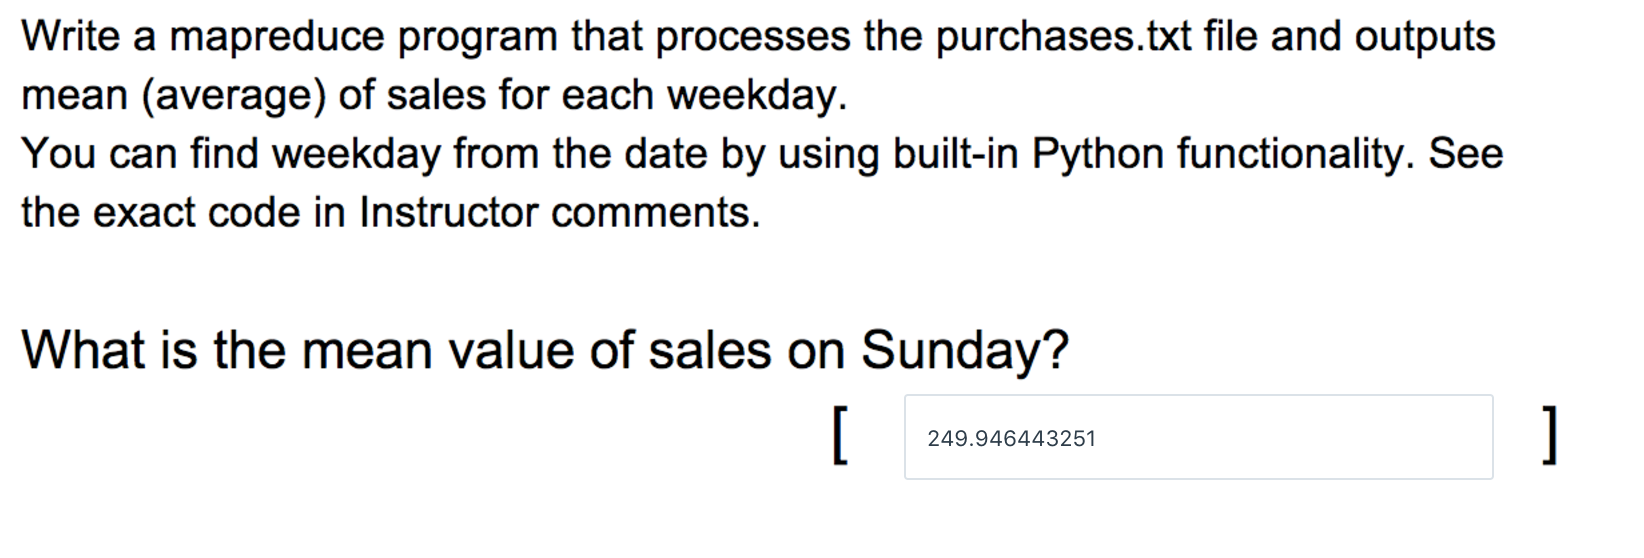 Write a mapreduce program that processes the purchases.txt file and outputs
mean (average) of sales for each weekday.
You can find weekday from the date by using built-in Python functionality. See
the exact code in Instructor comments.
What is the mean value of sales on Sunday?
[ 249.946443251 ]